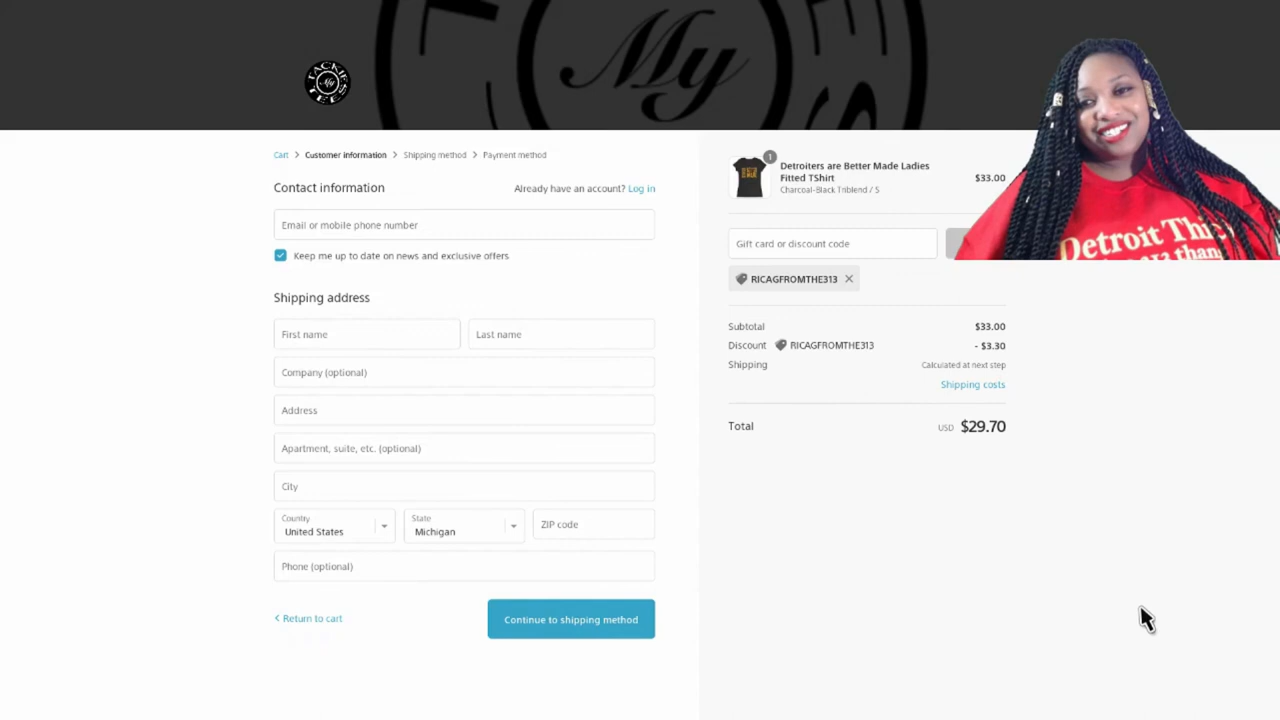 My
TACKIE
My
TEES
Cart > Customer information > Shipping method > Payment method
Contact information
Already have an account? Log in
Email or mobile phone number
Keep me up to date on news and exclusive offers
Shipping address
First name
Last name
Company (optional)
Address
Apartment, suite, etc. (optional)
City
Country
United States
State
Michigan
ZIP code
Phone (optional)
< Return to cart
Continue to shipping method
1
Detroiters are Better Made Ladies
Fitted TShirt
Charcoal-Black Triblend / S
$33.00
Gift card or discount code
RICAGFROMTHE313
Subtotal
$33.00
Discount RICAGFROMTHE313
- $3.30
Shipping
Calculated at next step
Shipping costs
Total
USD $29.70
Detroit